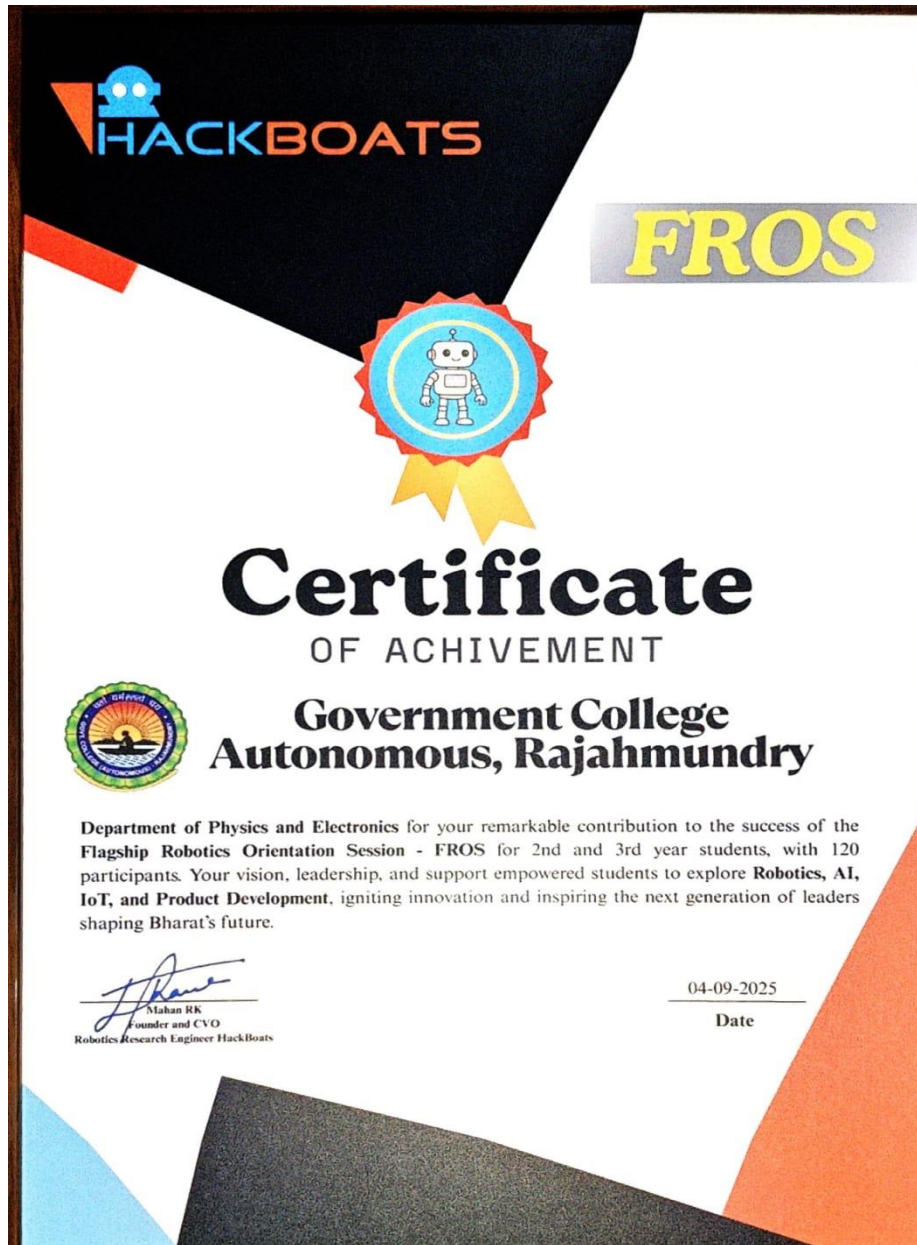 HACKBOATS
FROS
Certificate
OF ACHIVEMENT
Government College
Autonomous, Rajahmundry
Department of Physics and Electronics for your remarkable contribution to the success of the
Flagship Robotics Orientation Session - FROS for 2nd and 3rd year students, with 120
participants. Your vision, leadership, and support empowered students to explore Robotics, AI,
IoT, and Product Development, igniting innovation and inspiring the next generation of leaders
shaping Bharat's future.
04-09-2025
Mahan RK
Founder and CVO
Date
Robotics Research Engineer HackBoats